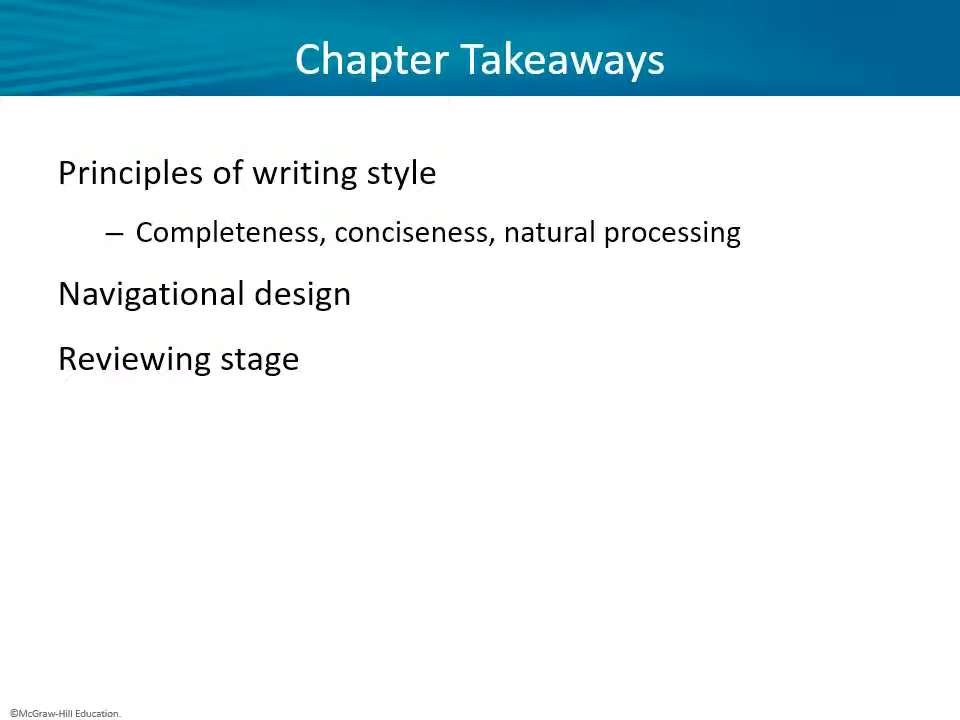 Chapter Takeaways
Principles of writing style
– Completeness, conciseness, natural processing
Navigational design
Reviewing stage
©McGraw-Hill Education.